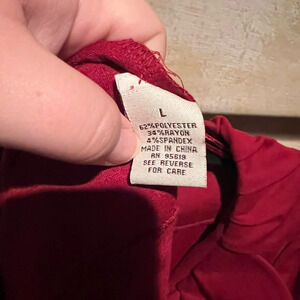 L
62%POLYESTER
34%RAYON
4%SPANDEX
MADE IN CHINA
RN 95619
SEE REVERSE
FOR CARE